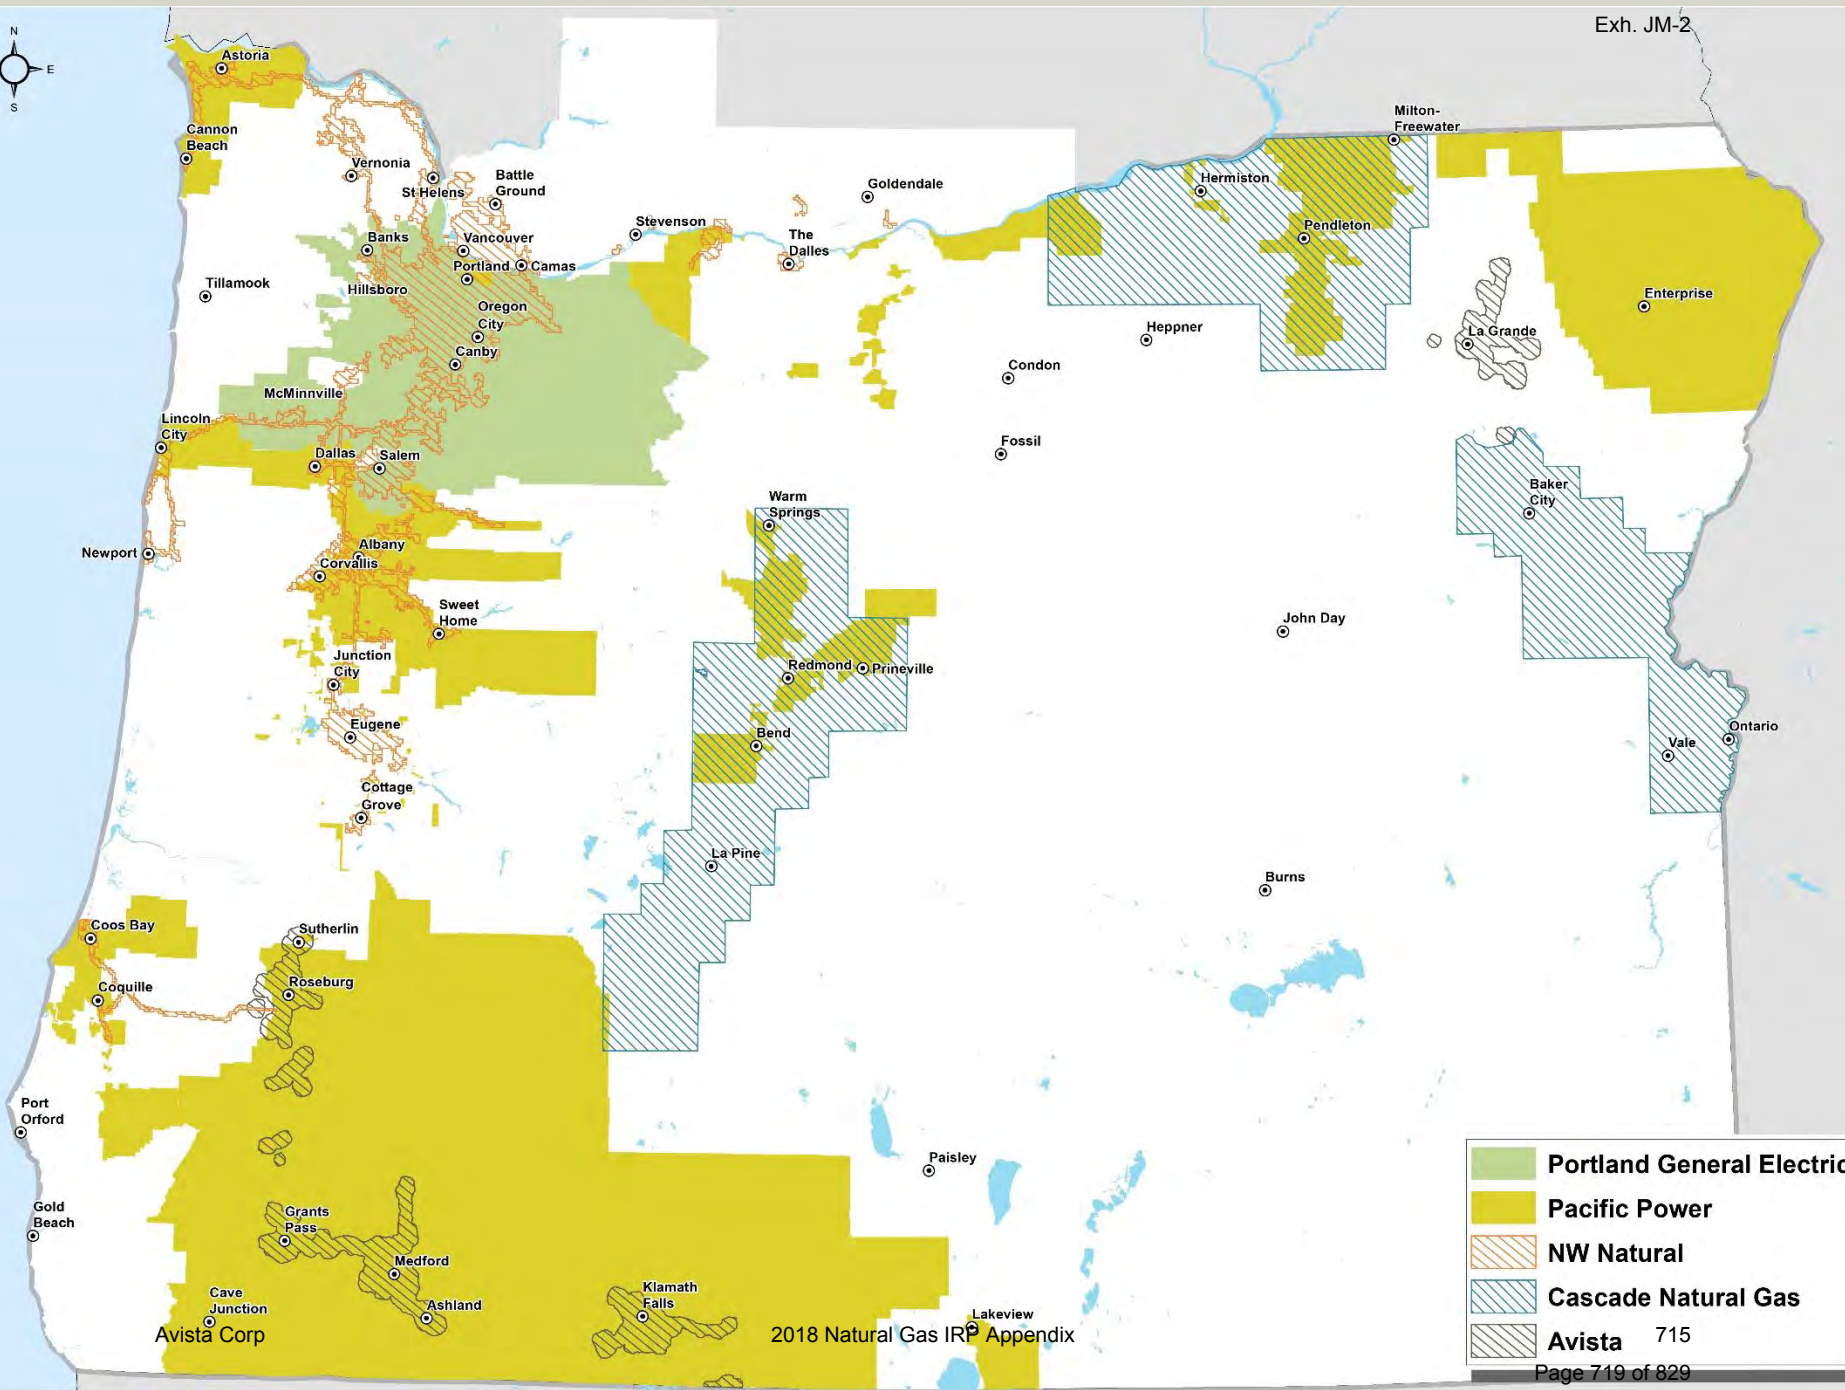 Exh. JM-2
N
E
S
Astoria
Cannon
Beach
Vernonia
St Helens
Battle
Ground
Goldendale
Milton-
Freewater
Hermiston
Pendleton
Stevenson
The
Dalles
Banks
Vancouver
Portland
Camas
Hillsboro
Tillamook
Oregon
City
Canby
Enterprise
La Grande
Heppner
Condon
McMinnville
Lincoln
City
Dallas
Salem
Fossil
Baker
City
Warm
Springs
Newport
Albany
Corvallis
Sweet
Home
John Day
Junction
City
Redmond
Prineville
Eugene
Bend
Ontario
Vale
Cottage
Grove
La Pine
Burns
Coos Bay
Sutherlin
Roseburg
Coquille
Port
Orford
Paisley
Gold
Beach
Grants
Pass
Medford
Klamath
Falls
Cave
Junction
Ashland
Lakeview
Portland General Electric
Pacific Power
NW Natural
Cascade Natural Gas
Avista
Avista Corp
2018 Natural Gas IRP Appendix
715
Page 719 of 829